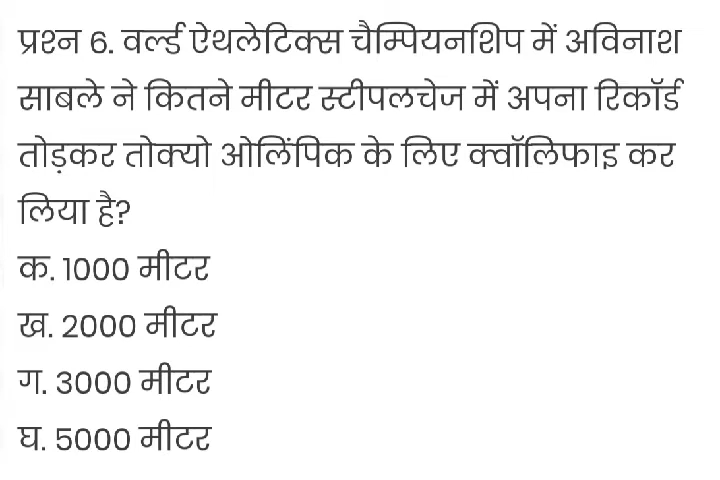 प्रश्न 6. वर्ल्ड ऐथलेटिक्स चैम्पियनशिप में अविनाश
साबले ने कितने मीटर स्टीपलचेज में अपना रिकॉर्ड
तोड़कर तोक्यो ओलिंपिक के लिए क्वॉलिफाइ कर
लिया है?
क. 1000 मीटर
ख. 2000 मीटर
ग. 3000 मीटर
घ. 5000 मीटर